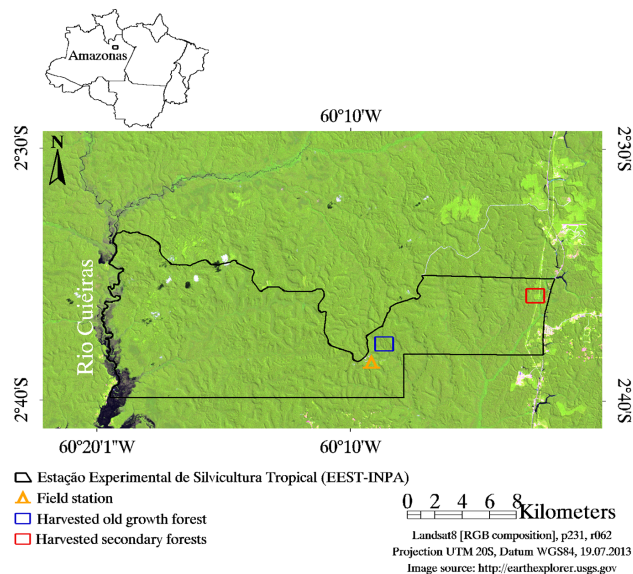 Amazonas
60°10'W
2°30'S
2°30'S
N
Rio Cuiéiras
2°40'S
2°40'S
60°20'1"W
60°10'W
Estação Experimental de Silvicultura Tropical (EEST-INPA)
Field station
Harvested old growth forest
Harvested secondary forests
0 2 4 6 8 Kilometers
Landsat8 [RGB composition], p231, r062
Projection UTM 20S, Datum WGS84, 19.07.2013
Image source: http://earthexplorer.usgs.gov